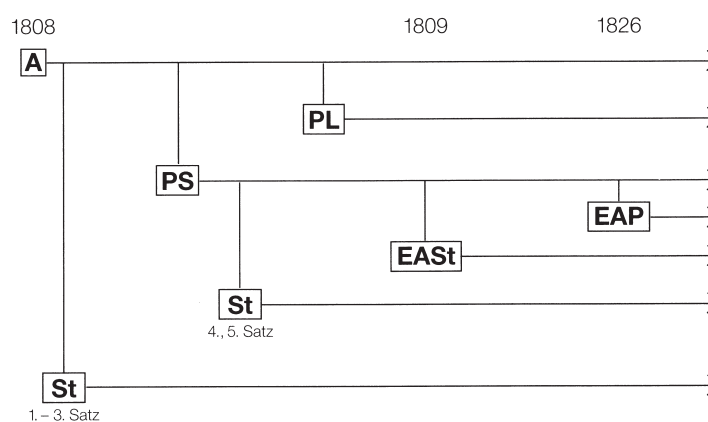 1808 1809 1826
A
PL
PS
EAP
EASt
St
4., 5. Satz
St
1. – 3. Satz